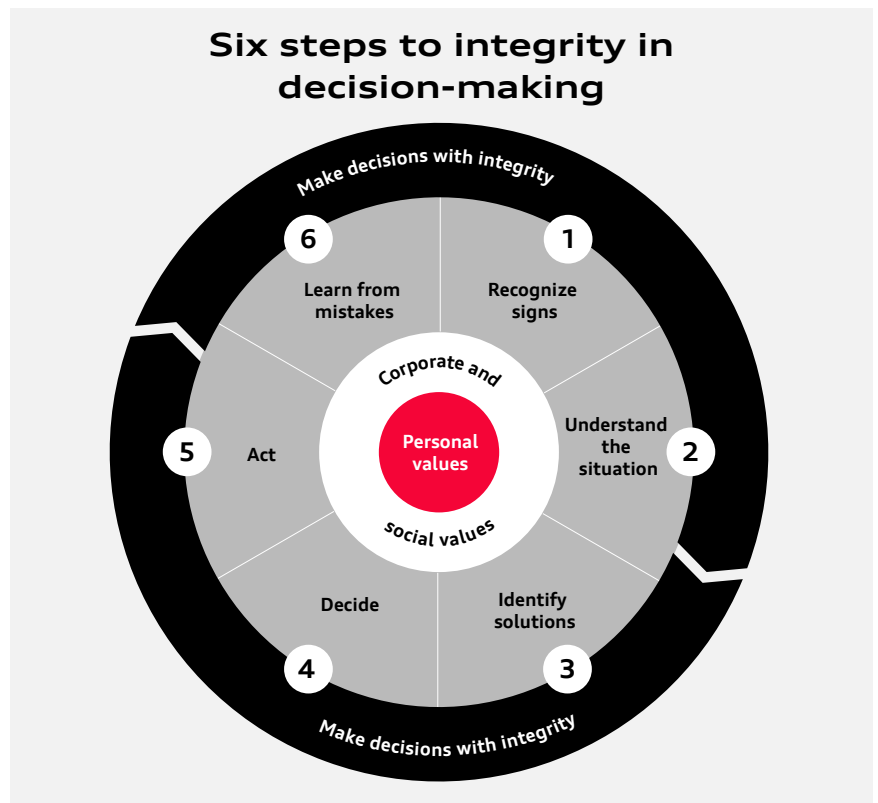 Six steps to integrity in
decision-making
Make decisions with integrity
1
Recognize
signs
2
Understand
the
situation
3
Identify
solutions
4
Decide
5
Act
6
Learn from
mistakes
Corporate and
social values
Personal
values
Make decisions with integrity